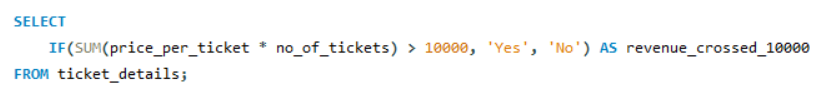 SELECT
    IF(SUM(price_per_ticket * no_of_tickets) > 10000, 'Yes', 'No') AS revenue_crossed_10000
FROM ticket_details;